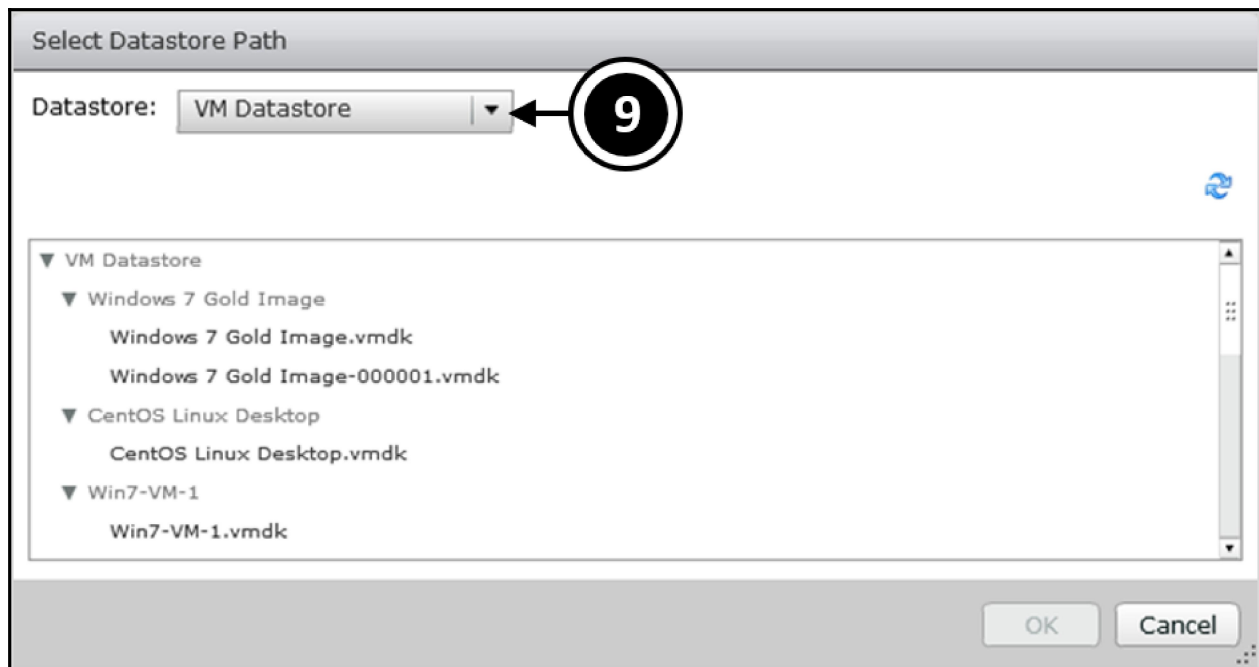 Select Datastore Path
Datastore: VM Datastore
9
VM Datastore
Windows 7 Gold Image
Windows 7 Gold Image.vmdk
Windows 7 Gold Image-000001.vmdk
CentOS Linux Desktop
CentOS Linux Desktop.vmdk
Win7-VM-1
Win7-VM-1.vmdk
OK Cancel